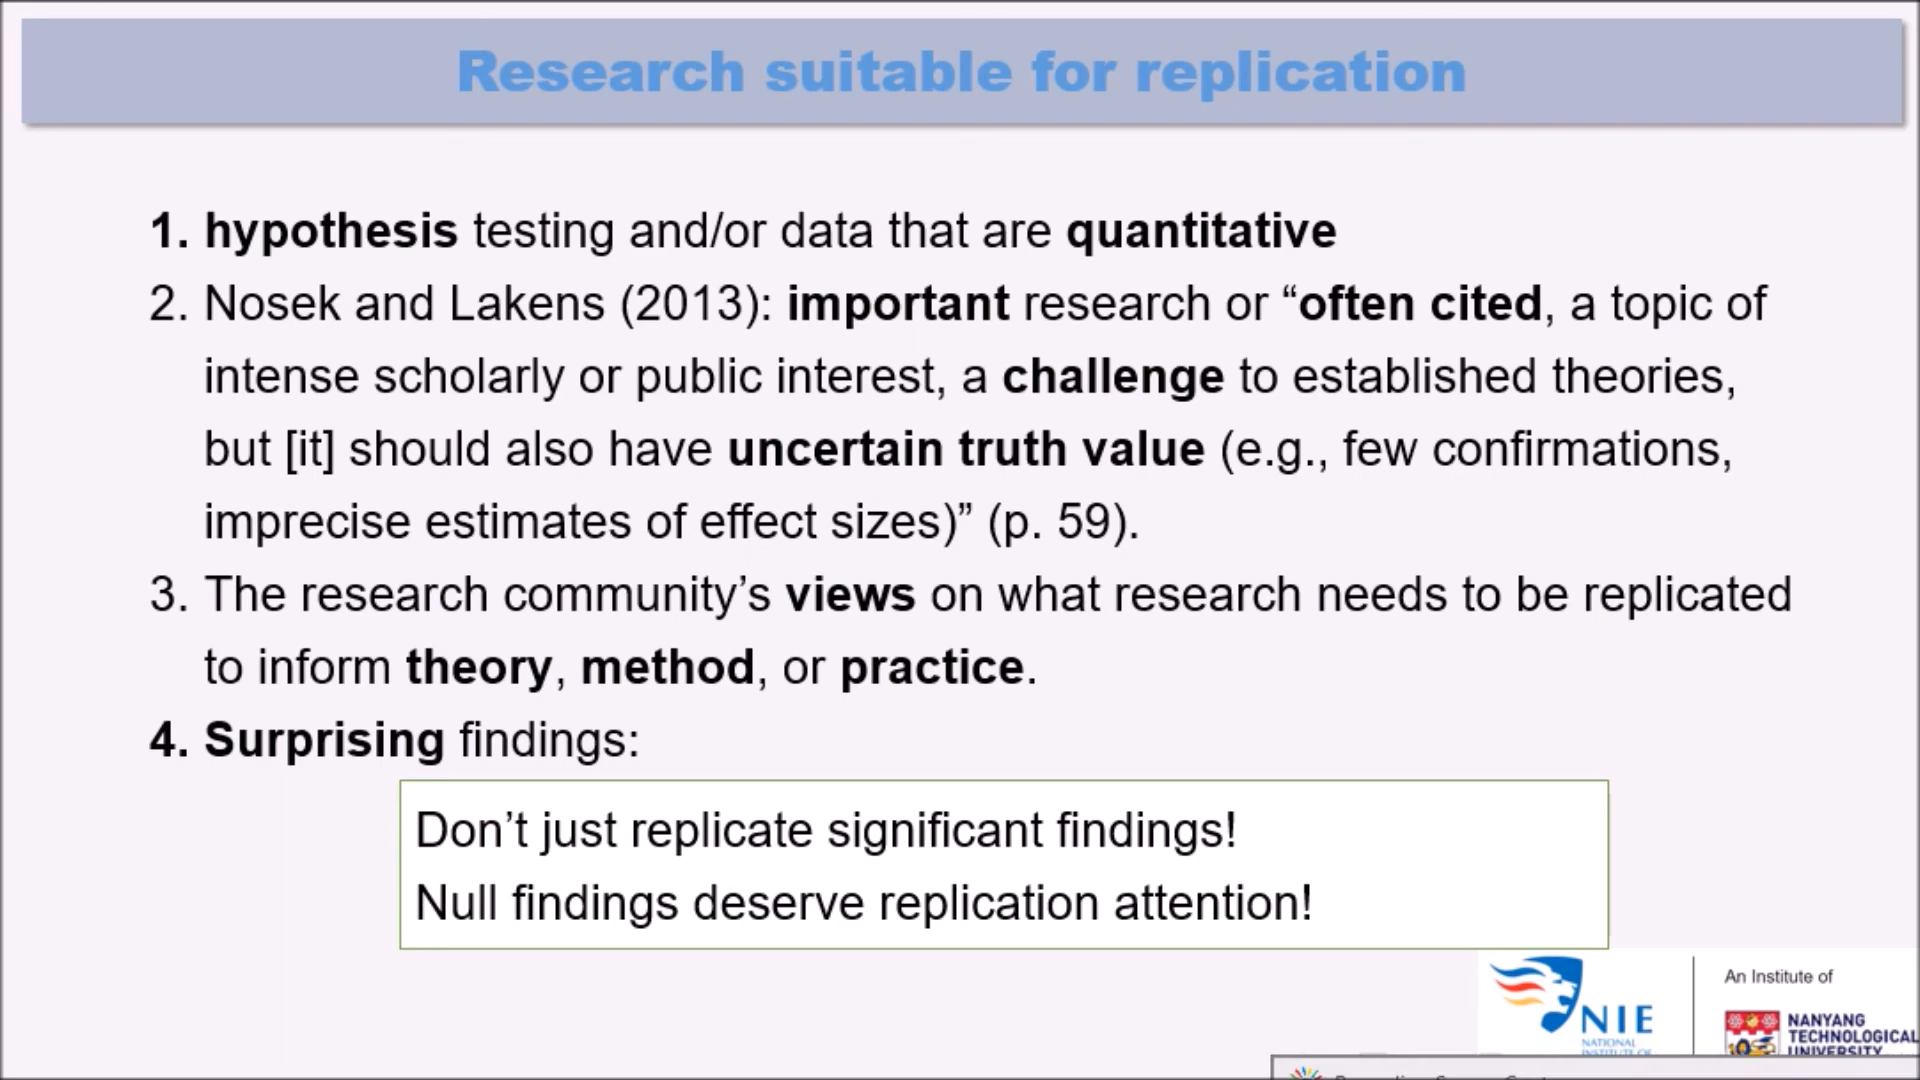 Research suitable for replication
1. hypothesis testing and/or data that are quantitative
2. Nosek and Lakens (2013): important research or “often cited, a topic of
intense scholarly or public interest, a challenge to established theories,
but [it] should also have uncertain truth value (e.g., few confirmations,
imprecise estimates of effect sizes)” (p. 59).
3. The research community’s views on what research needs to be replicated
to inform theory, method, or practice.
4. Surprising findings:
Don’t just replicate significant findings!
Null findings deserve replication attention!
NIE
NATIONAL
INSTITUTE OF
An Institute of
NANYANG
TECHNOLOGICAL
UNIVERSITY